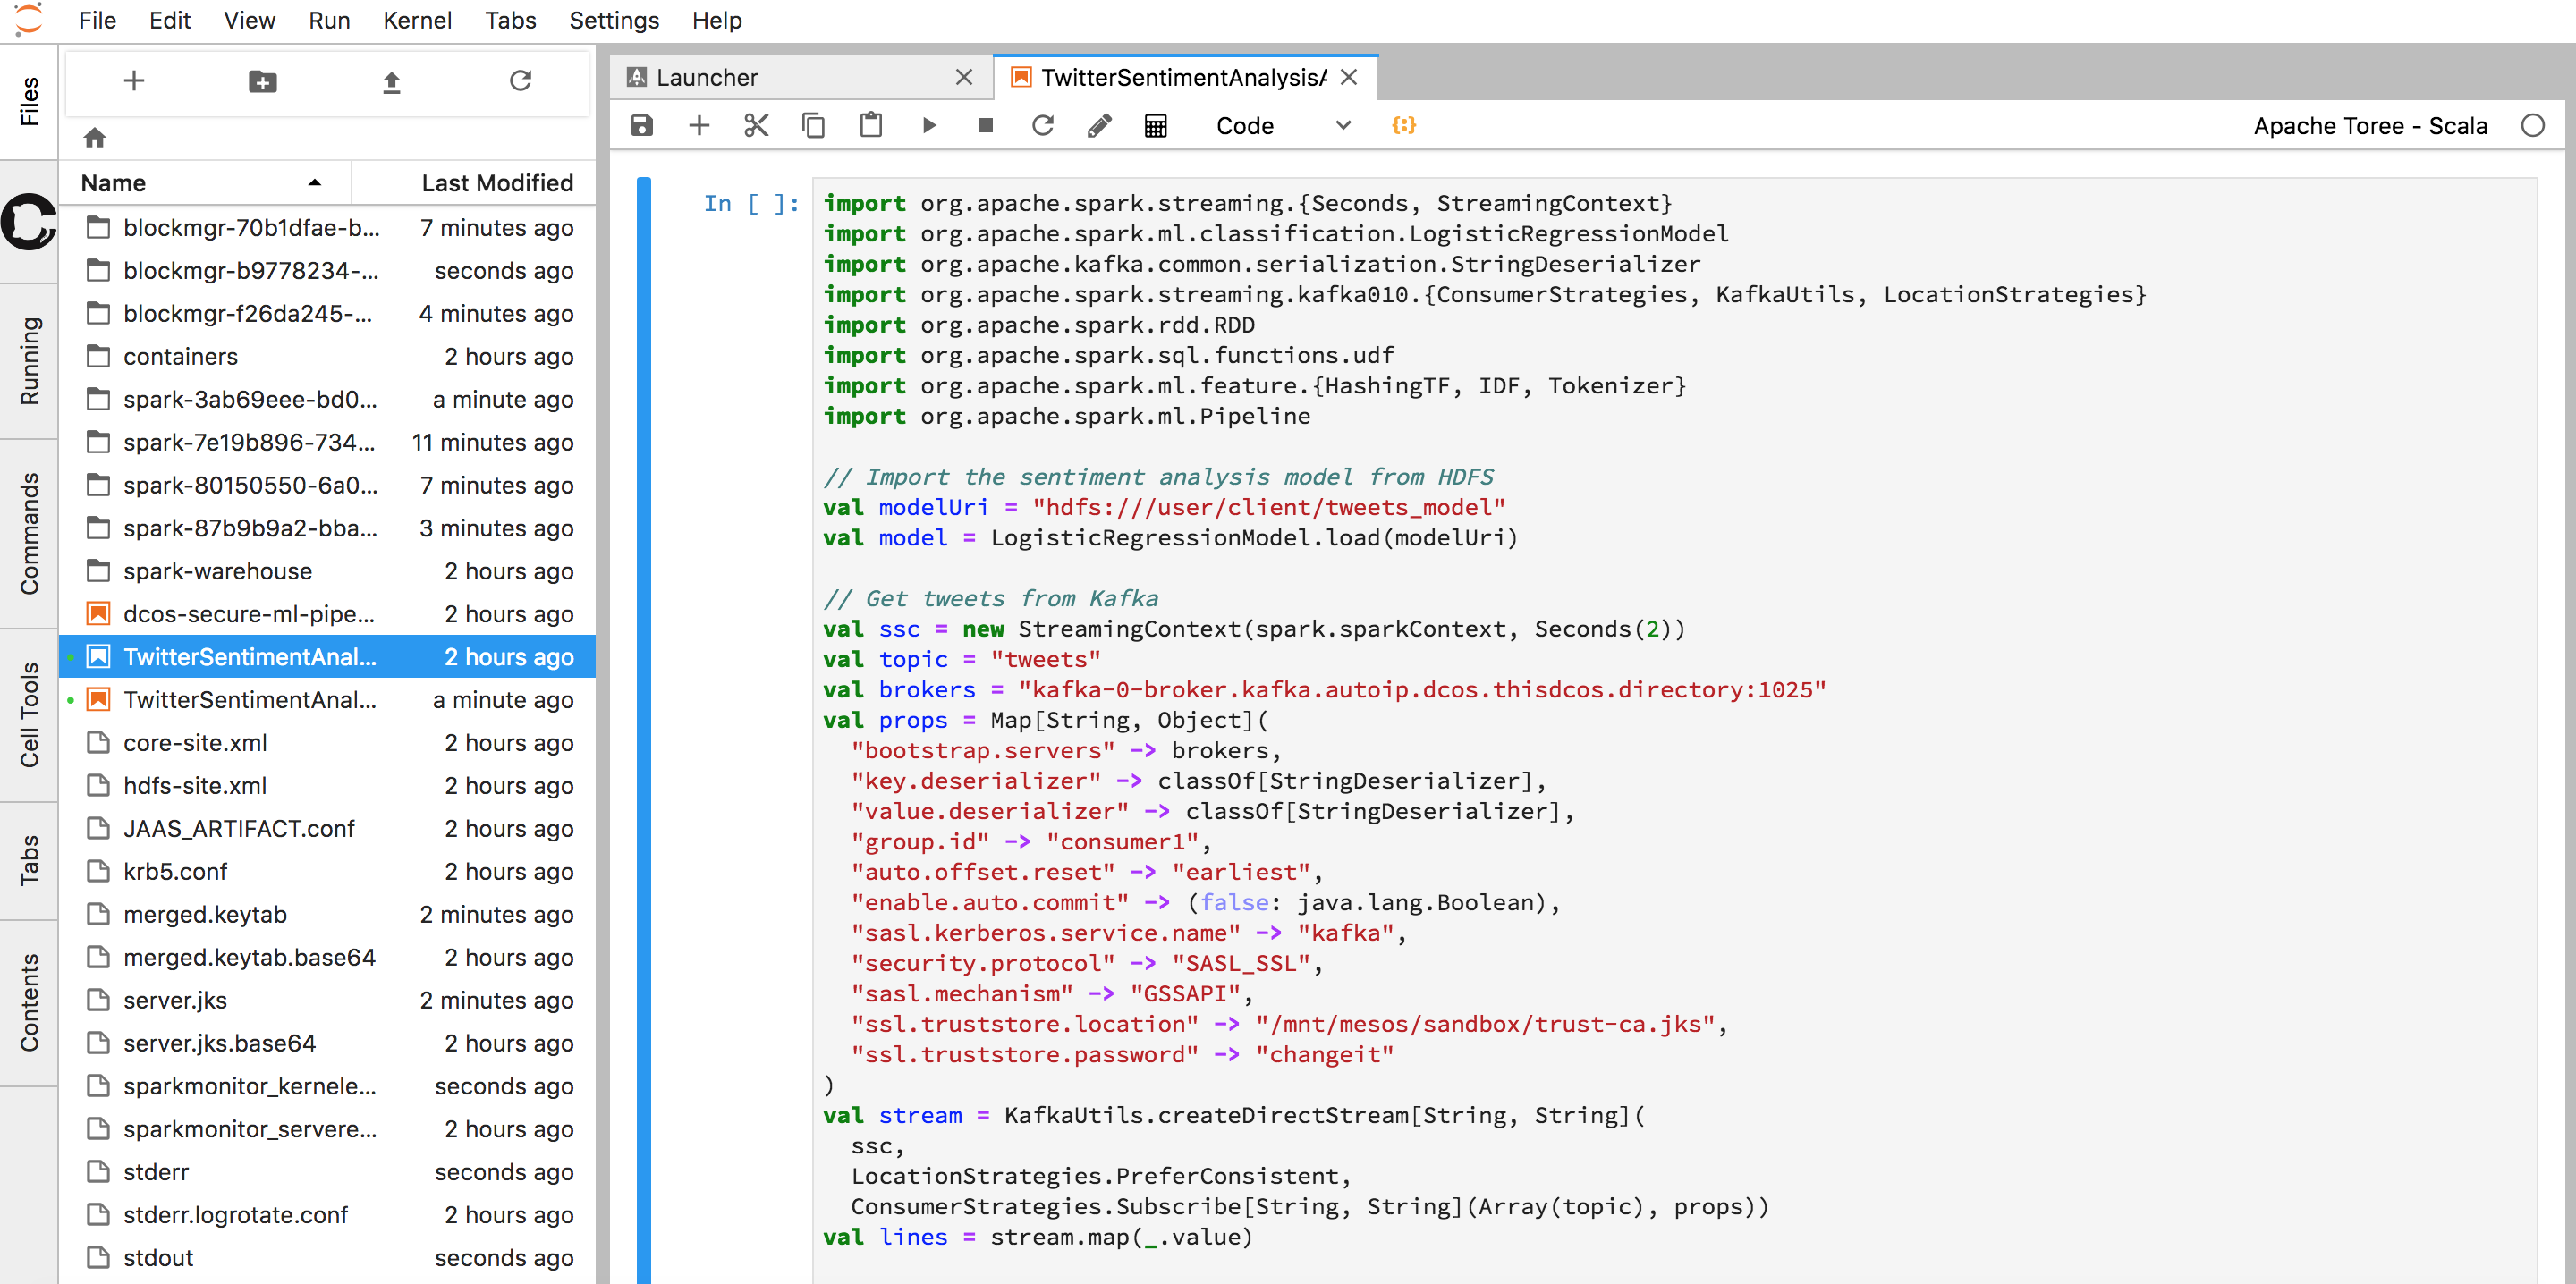 File Edit View Run Kernel Tabs Settings Help
Files
Running
Commands
Cell Tools
Tabs
Contents
Name Last Modified
blockmgr-70b1dfae-b... 7 minutes ago
blockmgr-b9778234-... seconds ago
blockmgr-f26da245-... 4 minutes ago
containers 2 hours ago
spark-3ab69eee-bd0... a minute ago
spark-7e19b896-734... 11 minutes ago
spark-80150550-6a0... 7 minutes ago
spark-87b9b9a2-bba... 3 minutes ago
spark-warehouse 2 hours ago
dcos-secure-ml-pipe... 2 hours ago
TwitterSentimentAnal... 2 hours ago
TwitterSentimentAnal... a minute ago
core-site.xml 2 hours ago
hdfs-site.xml 2 hours ago
JAAS_ARTIFACT.conf 2 hours ago
krb5.conf 2 hours ago
merged.keytab 2 minutes ago
merged.keytab.base64 2 hours ago
server.jks 2 minutes ago
server.jks.base64 2 hours ago
sparkmonitor_kernele... seconds ago
sparkmonitor_servere... 2 hours ago
stderr seconds ago
stderr.logrotate.conf 2 hours ago
stdout seconds ago
Launcher TwitterSentimentAnalysisA
Code {:} Apache Toree - Scala
In [ ]: import org.apache.spark.streaming.{Seconds, StreamingContext}
import org.apache.spark.ml.classification.LogisticRegressionModel
import org.apache.kafka.common.serialization.StringDeserializer
import org.apache.spark.streaming.kafka010.{ConsumerStrategies, KafkaUtils, LocationStrategies}
import org.apache.spark.rdd.RDD
import org.apache.spark.sql.functions.udf
import org.apache.spark.ml.feature.{HashingTF, IDF, Tokenizer}
import org.apache.spark.ml.Pipeline
// Import the sentiment analysis model from HDFS
val modelUri = "hdfs:///user/client/tweets_model"
val model = LogisticRegressionModel.load(modelUri)
// Get tweets from Kafka
val ssc = new StreamingContext(spark.sparkContext, Seconds(2))
val topic = "tweets"
val brokers = "kafka-0-broker.kafka.autoip.dcos.thisdcos.directory:1025"
val props = Map[String, Object](
"bootstrap.servers" -> brokers,
"key.deserializer" -> classOf[StringDeserializer],
"value.deserializer" -> classOf[StringDeserializer],
"group.id" -> "consumer1",
"auto.offset.reset" -> "earliest",
"enable.auto.commit" -> (false: java.lang.Boolean),
"sasl.kerberos.service.name" -> "kafka",
"security.protocol" -> "SASL_SSL",
"sasl.mechanism" -> "GSSAPI",
"ssl.truststore.location" -> "/mnt/mesos/sandbox/trust-ca.jks",
"ssl.truststore.password" -> "changeit"
)
val stream = KafkaUtils.createDirectStream[String, String](
ssc,
LocationStrategies.PreferConsistent,
ConsumerStrategies.Subscribe[String, String](Array(topic), props))
val lines = stream.map(_.value)